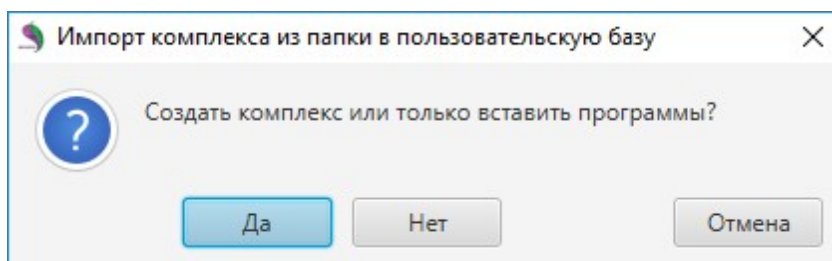 Импорт комплекса из папки в пользовательскую базу
Создать комплекс или только вставить программы?
Да Нет Отмена